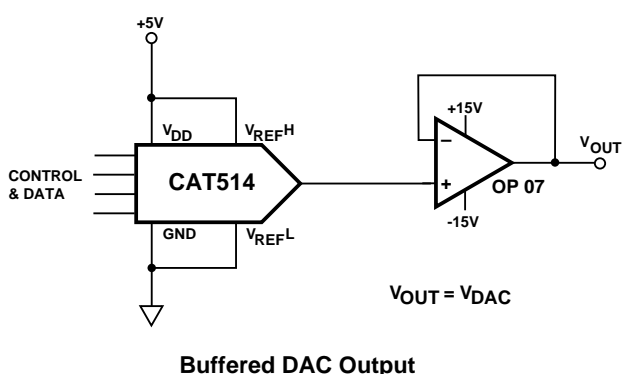 +5V
VDD
VREFH
CONTROL
& DATA
CAT514
GND
VREFL
+15V
–
+
OP 07
-15V
VOUT
VOUT = VDAC
Buffered DAC Output